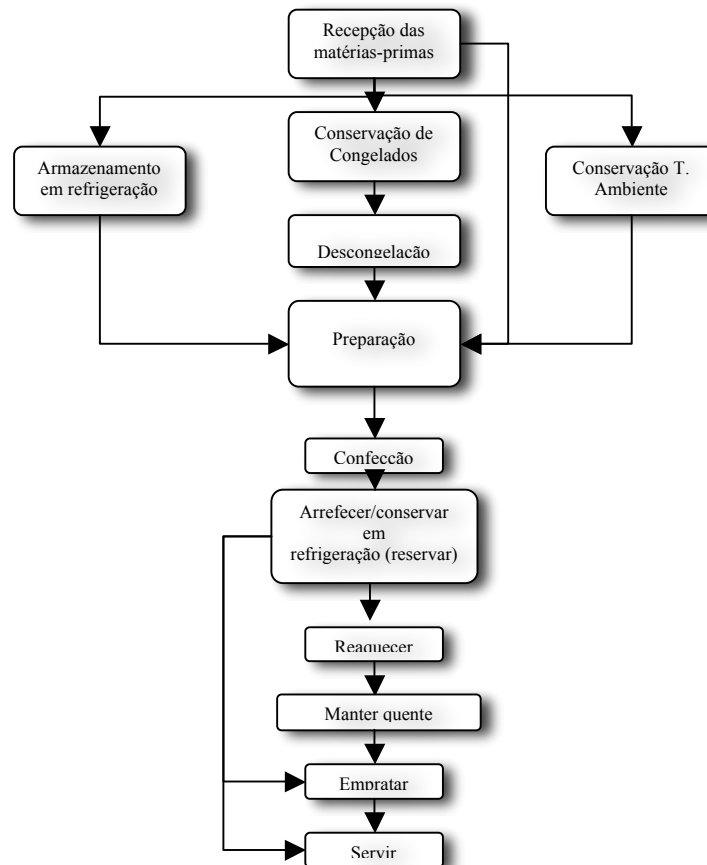 Recepção das
matérias-primas
Conservação de
Congelados
Armazenamento
em refrigeração
Conservação T.
Ambiente
Descongelação
Preparação
Confecção
Arrefecer/conservar
em
refrigeração (reservar)
Reaquecer
Manter quente
Empratar
Servir